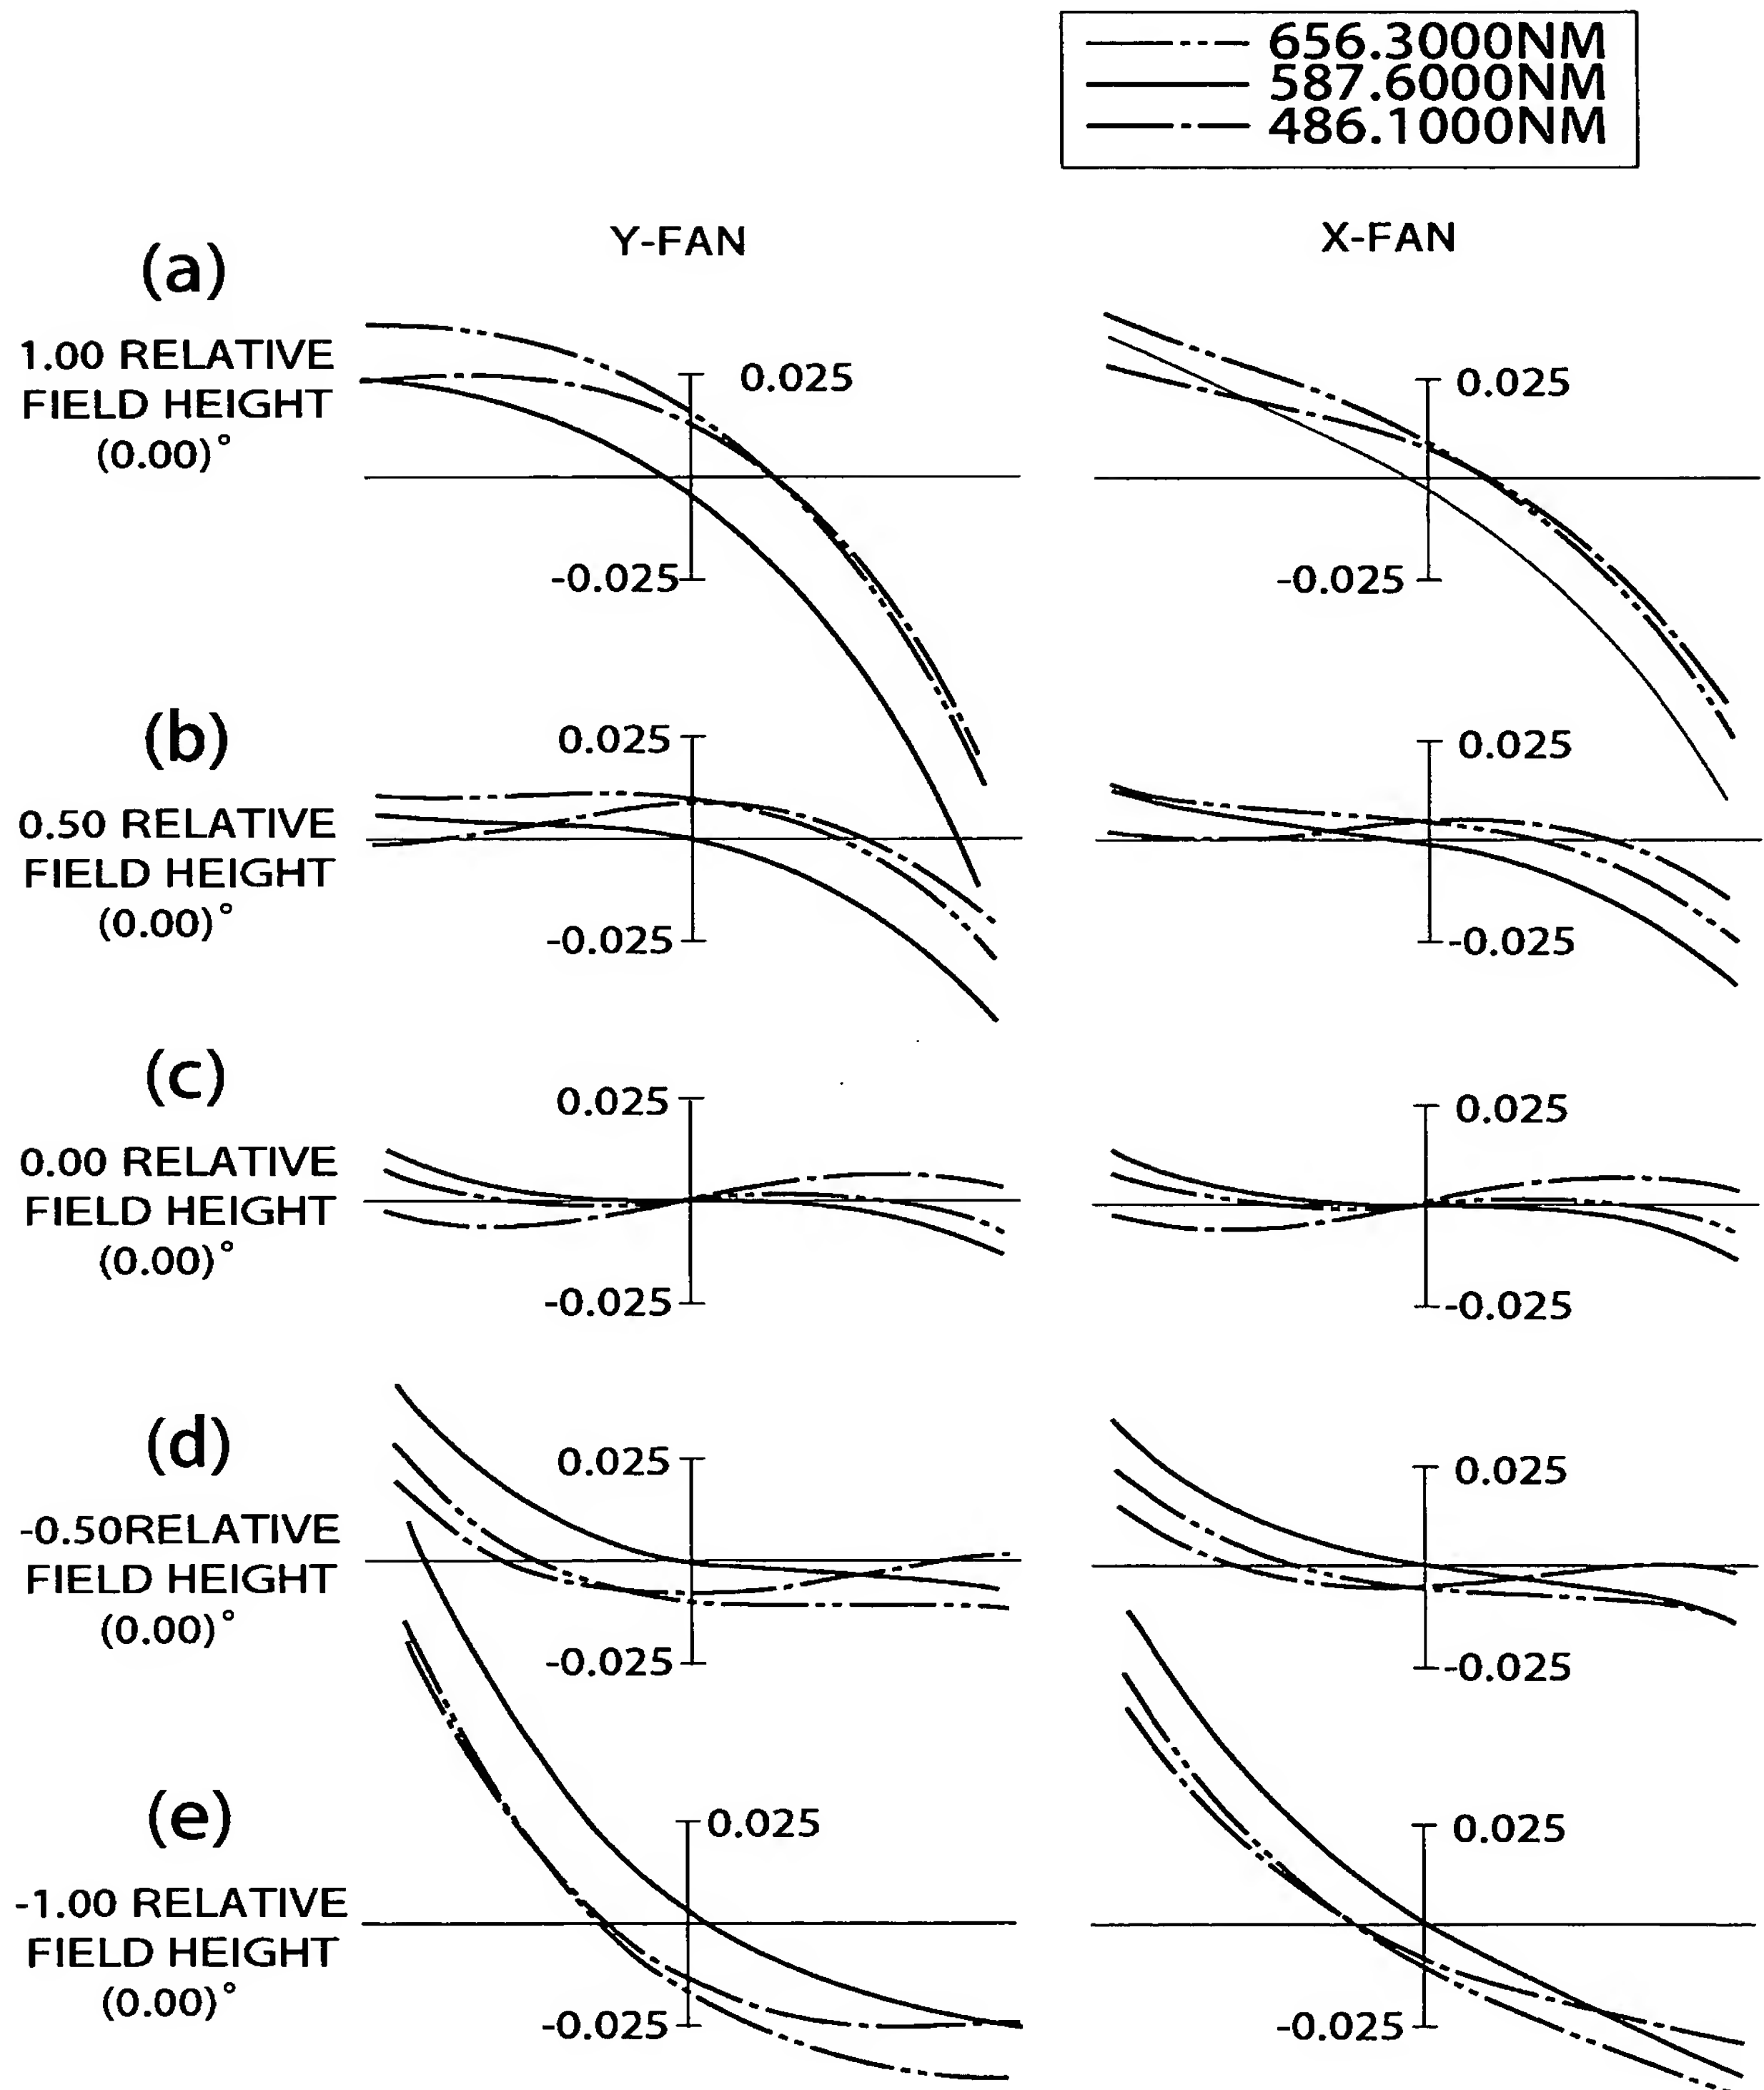 656.3000NM
587.6000NM
486.1000NM
Y-FAN
X-FAN
(a)
1.00 RELATIVE
FIELD HEIGHT
(0.00)°
0.025
-0.025
0.025
-0.025
(b)
0.50 RELATIVE
FIELD HEIGHT
(0.00)°
0.025
-0.025
0.025
-0.025
(c)
0.00 RELATIVE
FIELD HEIGHT
(0.00)°
0.025
-0.025
0.025
-0.025
(d)
-0.50RELATIVE
FIELD HEIGHT
(0.00)°
0.025
-0.025
0.025
-0.025
(e)
-1.00 RELATIVE
FIELD HEIGHT
(0.00)°
0.025
-0.025
0.025
-0.025